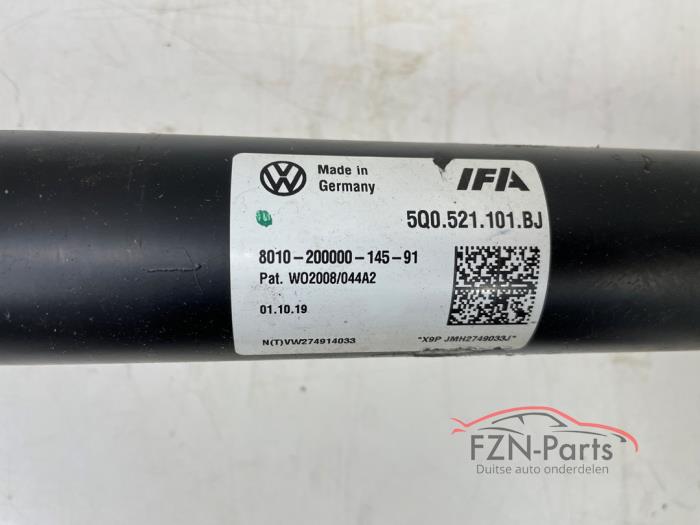 Made in
Germany
IFA
5Q0.521.101.BJ
8010-200000-145-91
Pat. WO2008/044A2
01.10.19
N(T)VW274914033
"X9P JMH2749033J"
FZN-Parts
Duitse auto onderdelen